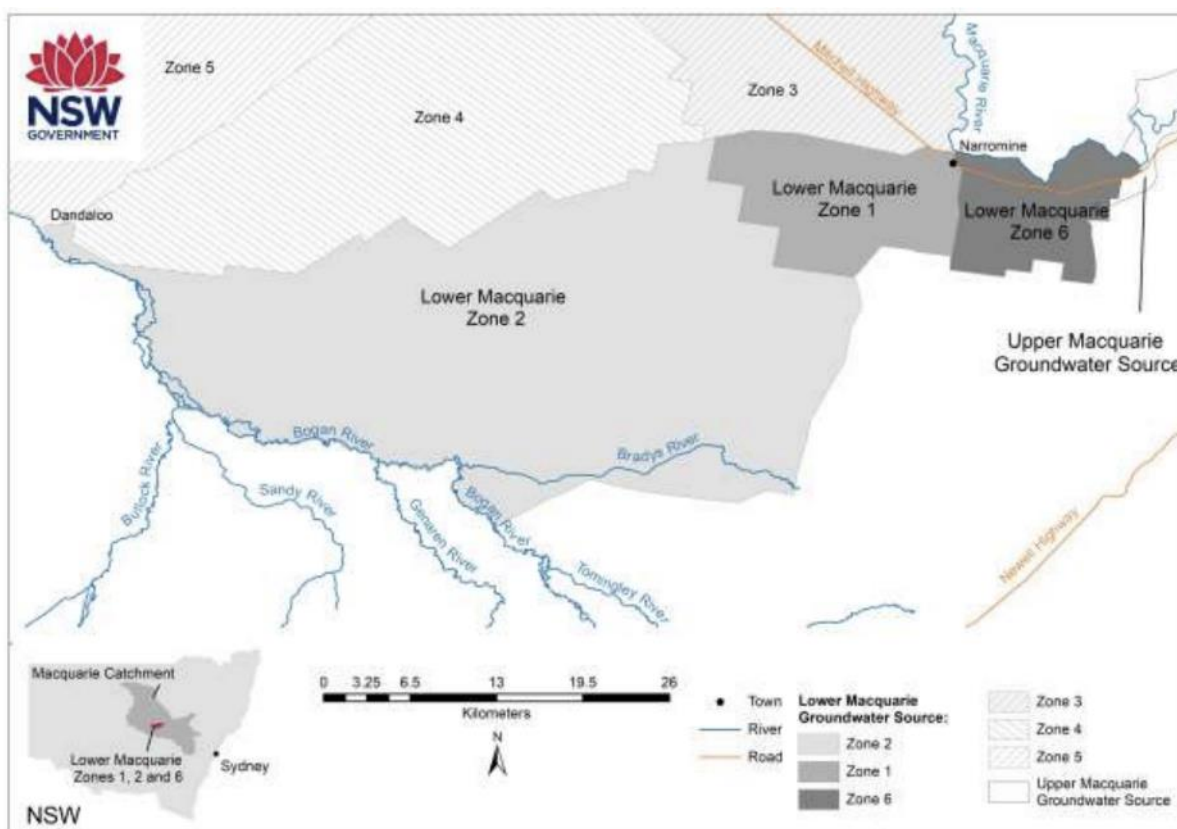 NSW
GOVERNMENT
Zone 5
Zone 4
Zone 3
Mitchell Highway
Macquarie River
Narromine
Dandaloo
Lower Macquarie
Zone 1
Lower Macquarie
Zone 6
Lower Macquarie
Zone 2
Upper Macquarie
Groundwater Source
Bullock River
Sandy River
Bogan River
Genaren River
Bogan River
Bradys River
Tomingley River
Newell Highway
Macquarie Catchment
Lower Macquarie
Zones 1, 2 and 6
Sydney
NSW
0 3.25 6.5 13 19.5 26
Kilometers
N
Town
River
Road
Lower Macquarie
Groundwater Source:
Zone 2
Zone 1
Zone 6
Zone 3
Zone 4
Zone 5
Upper Macquarie
Groundwater Source